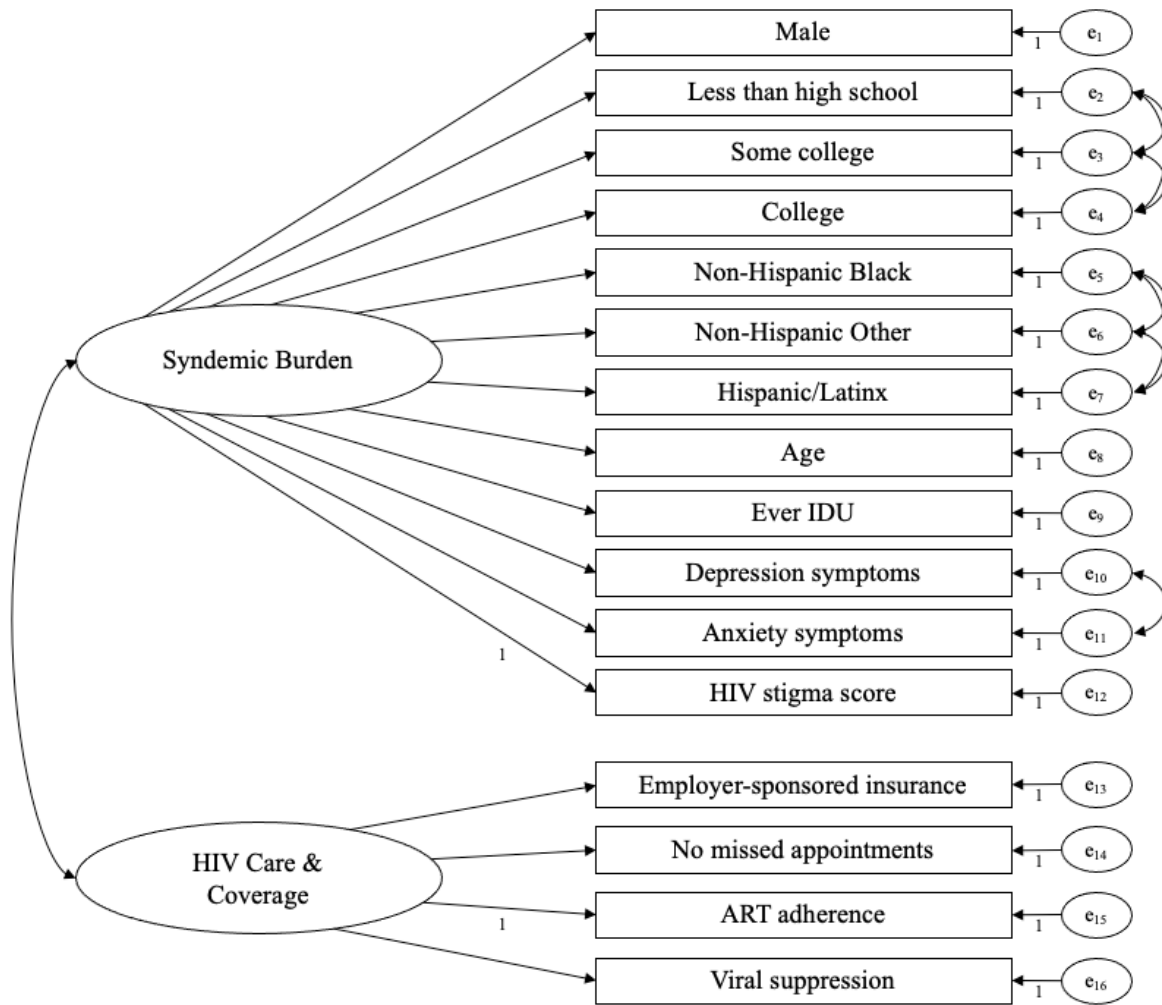 Male
1
e₁
Less than high school
1
e₂
Some college
1
e₃
College
1
e₄
Non-Hispanic Black
1
e₅
Non-Hispanic Other
1
e₆
Syndemic Burden
Hispanic/Latinx
1
e₇
Age
1
e₈
Ever IDU
1
e₉
Depression symptoms
1
e₁₀
Anxiety symptoms
1
e₁₁
1
HIV stigma score
1
e₁₂
Employer-sponsored insurance
1
e₁₃
No missed appointments
1
e₁₄
HIV Care &
Coverage
1
ART adherence
1
e₁₅
Viral suppression
1
e₁₆